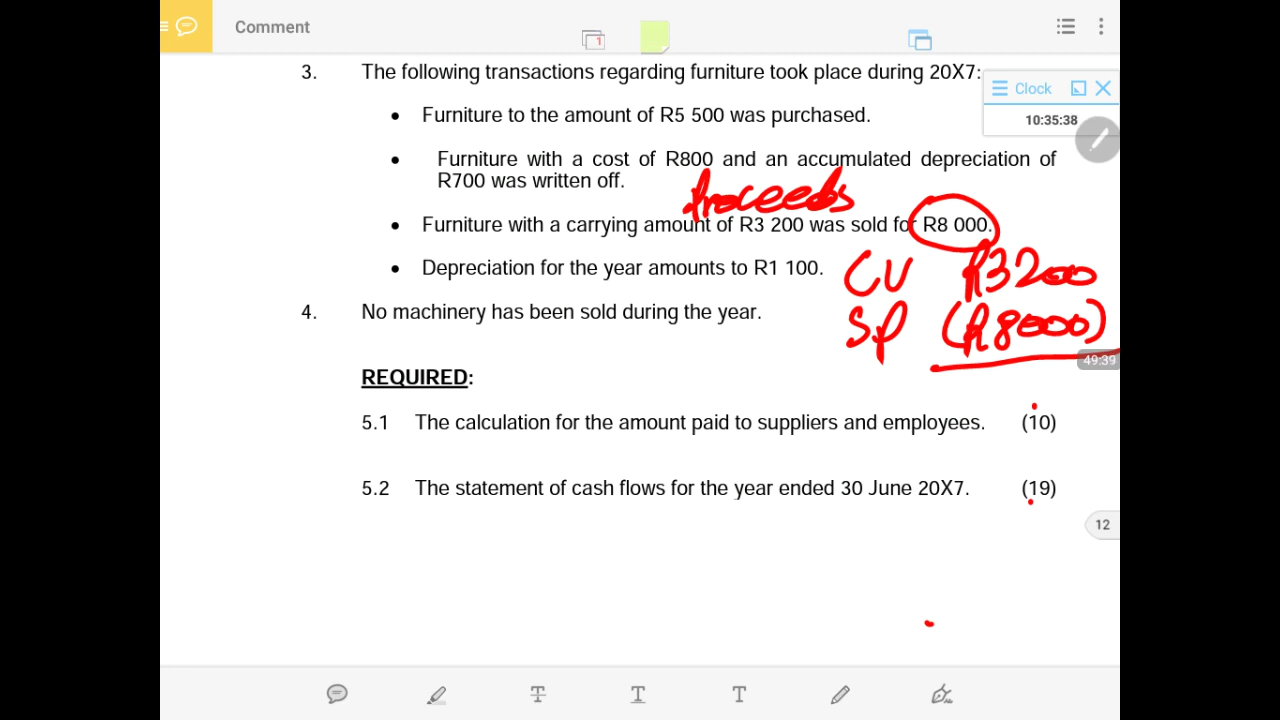 Comment
1
3. The following transactions regarding furniture took place during 20X7:
Clock
10:35:38
• Furniture to the amount of R5 500 was purchased.
• Furniture with a cost of R800 and an accumulated depreciation of
R700 was written off.
Proceeds
• Furniture with a carrying amount of R3 200 was sold for R8 000.
• Depreciation for the year amounts to R1 100.
CV R3200
4. No machinery has been sold during the year.
SP (R8000)
49:39
REQUIRED:
5.1 The calculation for the amount paid to suppliers and employees. (10)
5.2 The statement of cash flows for the year ended 30 June 20X7. (19)
12
T T T